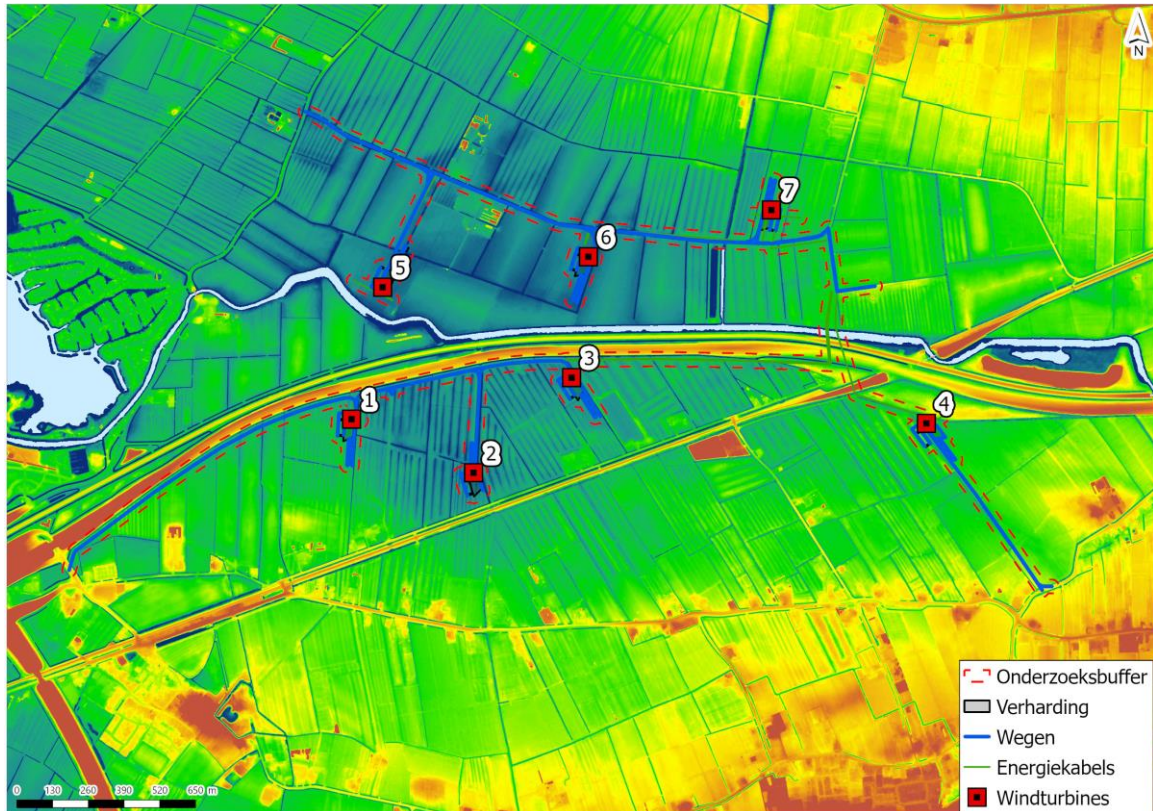 N
7
6
5
3
1
4
2
Onderzoeksbuffer
Verharding
Wegen
Energiekabels
Windturbines
0 130 260 390 520 650 m